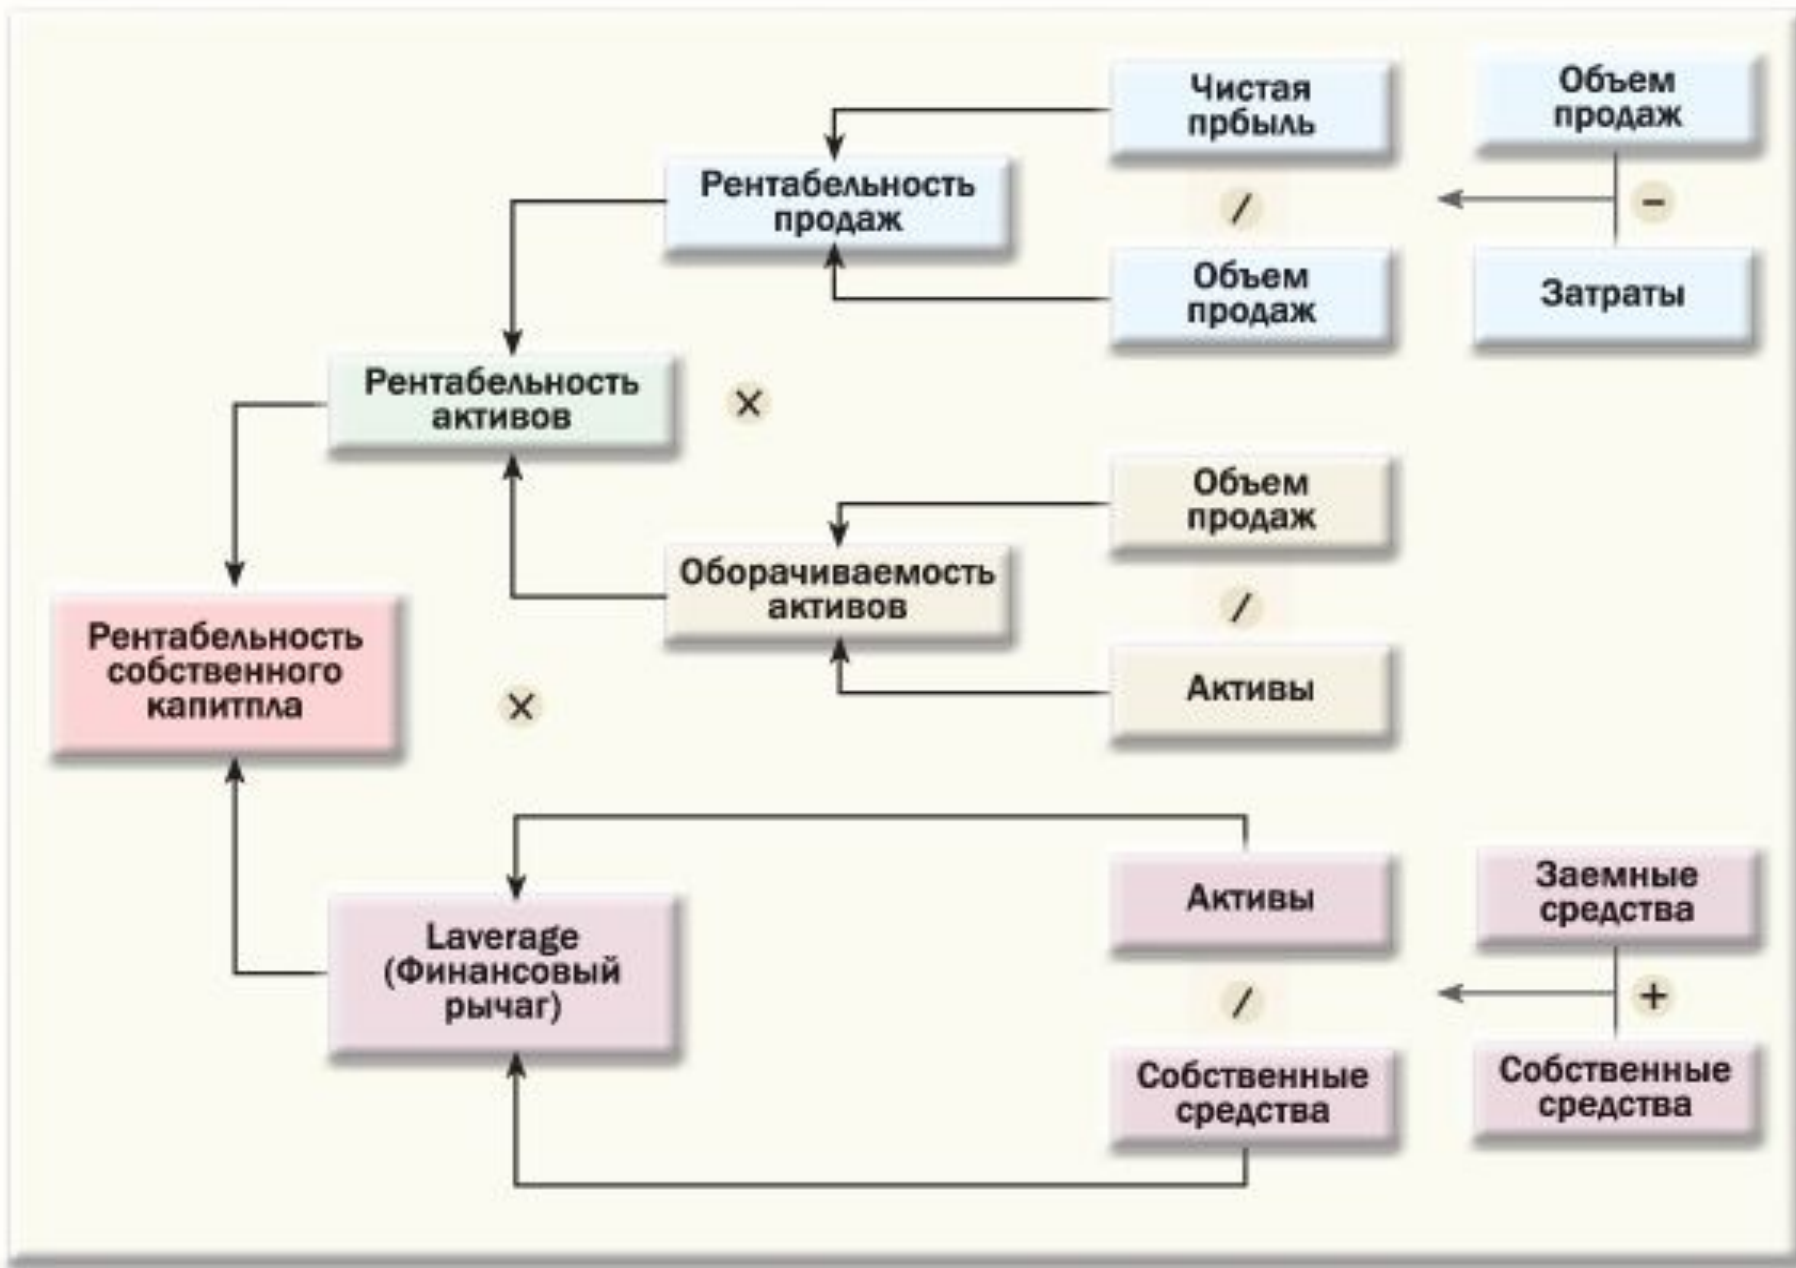 Чистая
прбыль
Объем
продаж
Рентабельность
продаж
/
−
Объем
продаж
Затраты
Рентабельность
активов
×
Объем
продаж
Оборачиваемость
активов
/
Рентабельность
собственного
капитпла
Активы
×
Активы
Заемные
средства
Laverage
(Финансовый
рычаг)
/
+
Собственные
средства
Собственные
средства